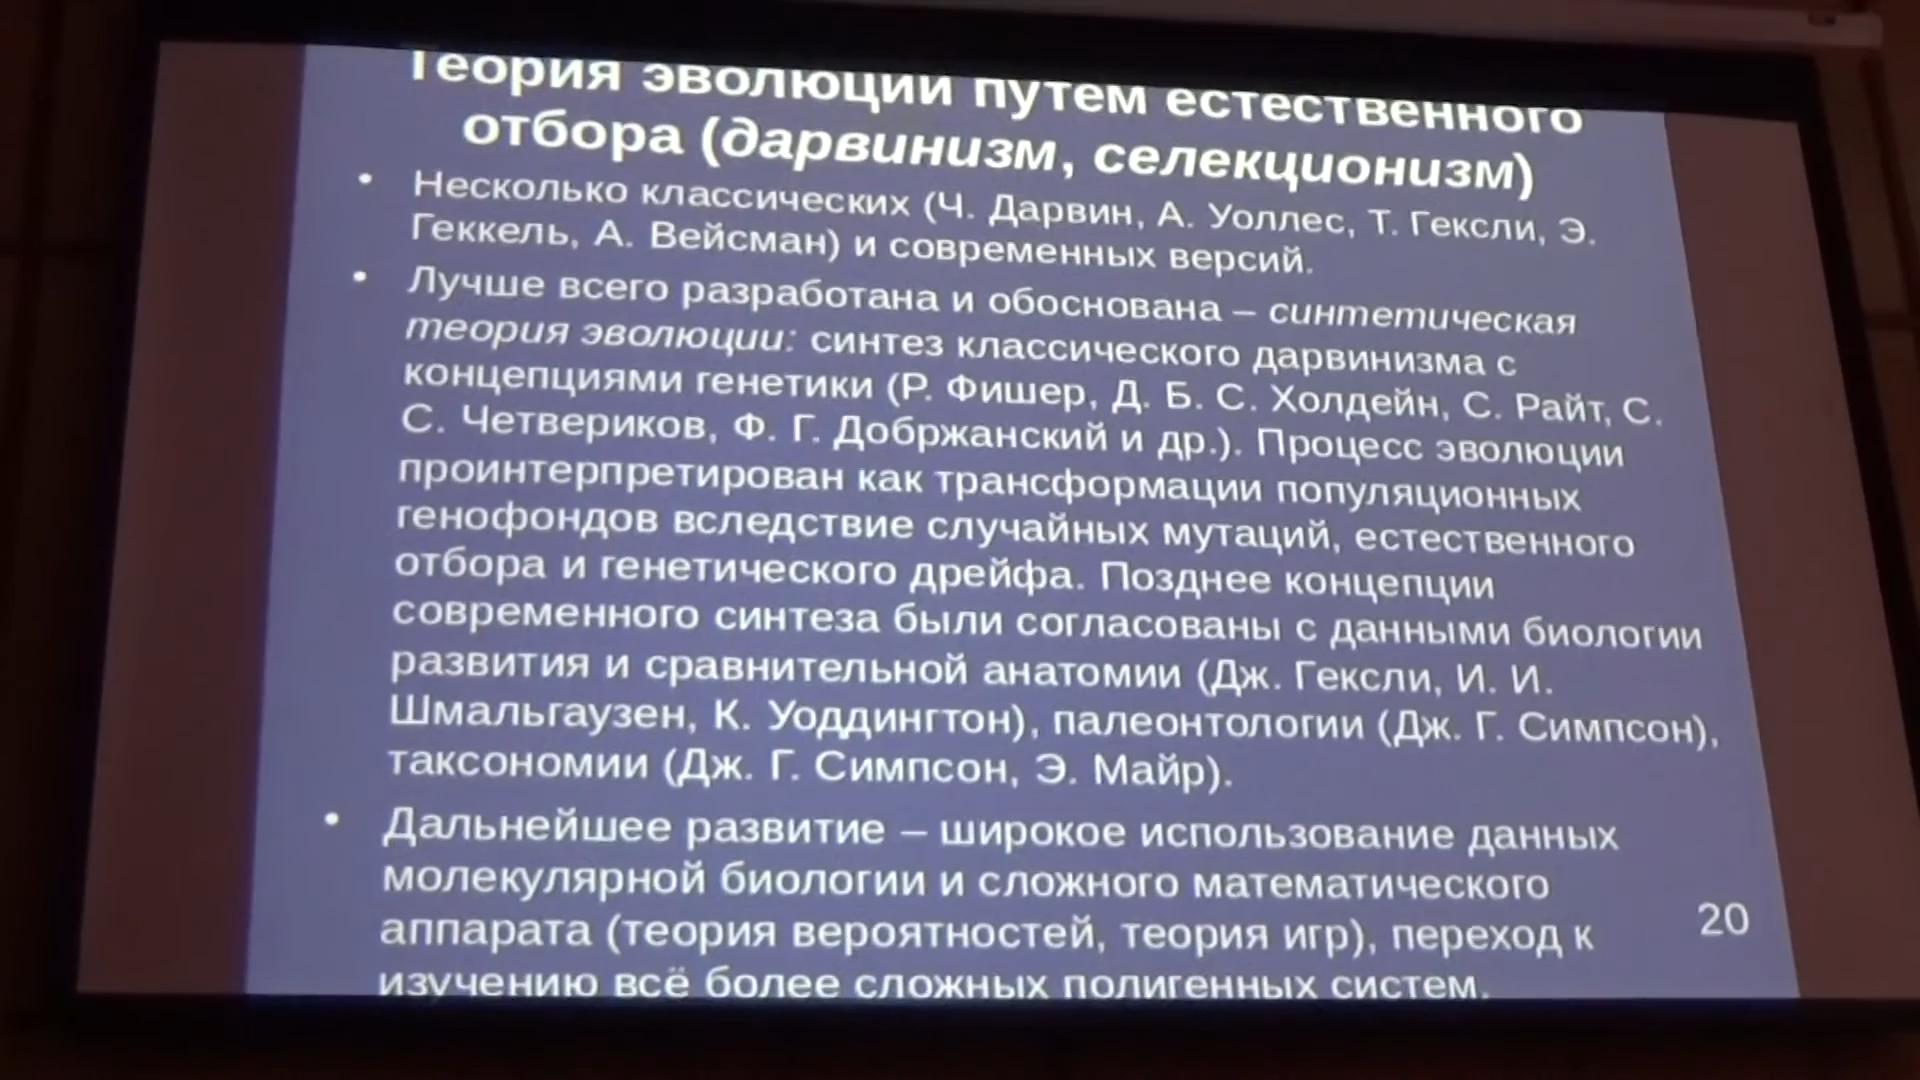 Теория эволюции путем естественного
отбора (дарвинизм, селекционизм)
• Несколько классических (Ч. Дарвин, А. Уоллес, Т. Гексли, Э.
Геккель, А. Вейсман) и современных версий.
• Лучше всего разработана и обоснована – синтетическая
теория эволюции: синтез классического дарвинизма с
концепциями генетики (Р. Фишер, Д. Б. С. Холдейн, С. Райт, С.
С. Четвериков, Ф. Г. Добржанский и др.). Процесс эволюции
проинтерпретирован как трансформации популяционных
генофондов вследствие случайных мутаций, естественного
отбора и генетического дрейфа. Позднее концепции
современного синтеза были согласованы с данными биологии
развития и сравнительной анатомии (Дж. Гексли, И. И.
Шмальгаузен, К. Уоддингтон), палеонтологии (Дж. Г. Симпсон),
таксономии (Дж. Г. Симпсон, Э. Майр).
• Дальнейшее развитие – широкое использование данных
молекулярной биологии и сложного математического
аппарата (теория вероятностей, теория игр), переход к
изучению всё более сложных полигенных систем.
20